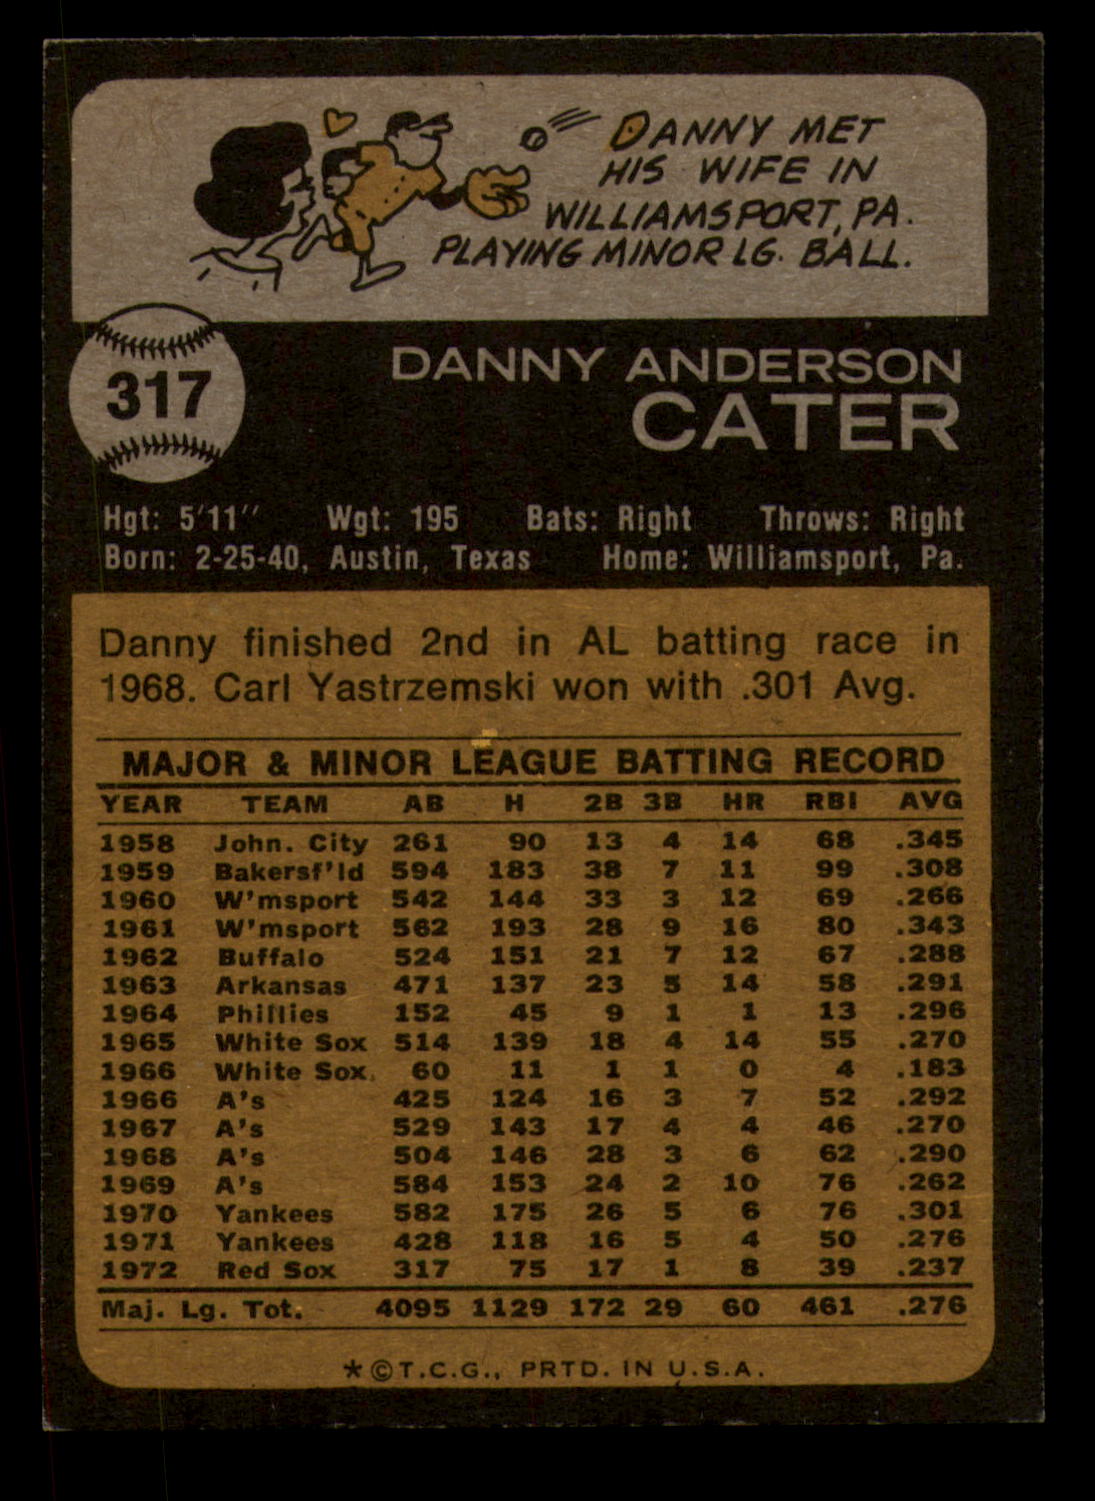 DANNY MET
HIS WIFE IN
WILLIAMSPORT, PA.
PLAYING MINOR LG. BALL.
317
DANNY ANDERSON
CATER
Hgt: 5'11" Wgt: 195 Bats: Right Throws: Right
Born: 2-25-40, Austin, Texas Home: Williamsport, Pa.
Danny finished 2nd in AL batting race in
1968. Carl Yastrzemski won with .301 Avg.
MAJOR & MINOR LEAGUE BATTING RECORD
YEAR TEAM AB H 2B 3B HR RBI AVG
1958 John. City 261 90 13 4 14 68 .345
1959 Bakersf'ld 594 183 38 7 11 99 .308
1960 W'msport 542 144 33 3 12 69 .266
1961 W'msport 562 193 28 9 16 80 .343
1962 Buffalo 524 151 21 7 12 67 .288
1963 Arkansas 471 137 23 5 14 58 .291
1964 Phillies 152 45 9 1 1 13 .296
1965 White Sox 514 139 18 4 14 55 .270
1966 White Sox 60 11 1 1 0 4 .183
1966 A's 425 124 16 3 7 52 .292
1967 A's 529 143 17 4 4 46 .270
1968 A's 504 146 28 3 6 62 .290
1969 A's 584 153 24 2 10 76 .262
1970 Yankees 582 175 26 5 6 76 .301
1971 Yankees 428 118 16 5 4 50 .276
1972 Red Sox 317 75 17 1 8 39 .237
Maj. Lg. Tot. 4095 1129 172 29 60 461 .276
*©T.C.G., PRTD. IN U.S.A.